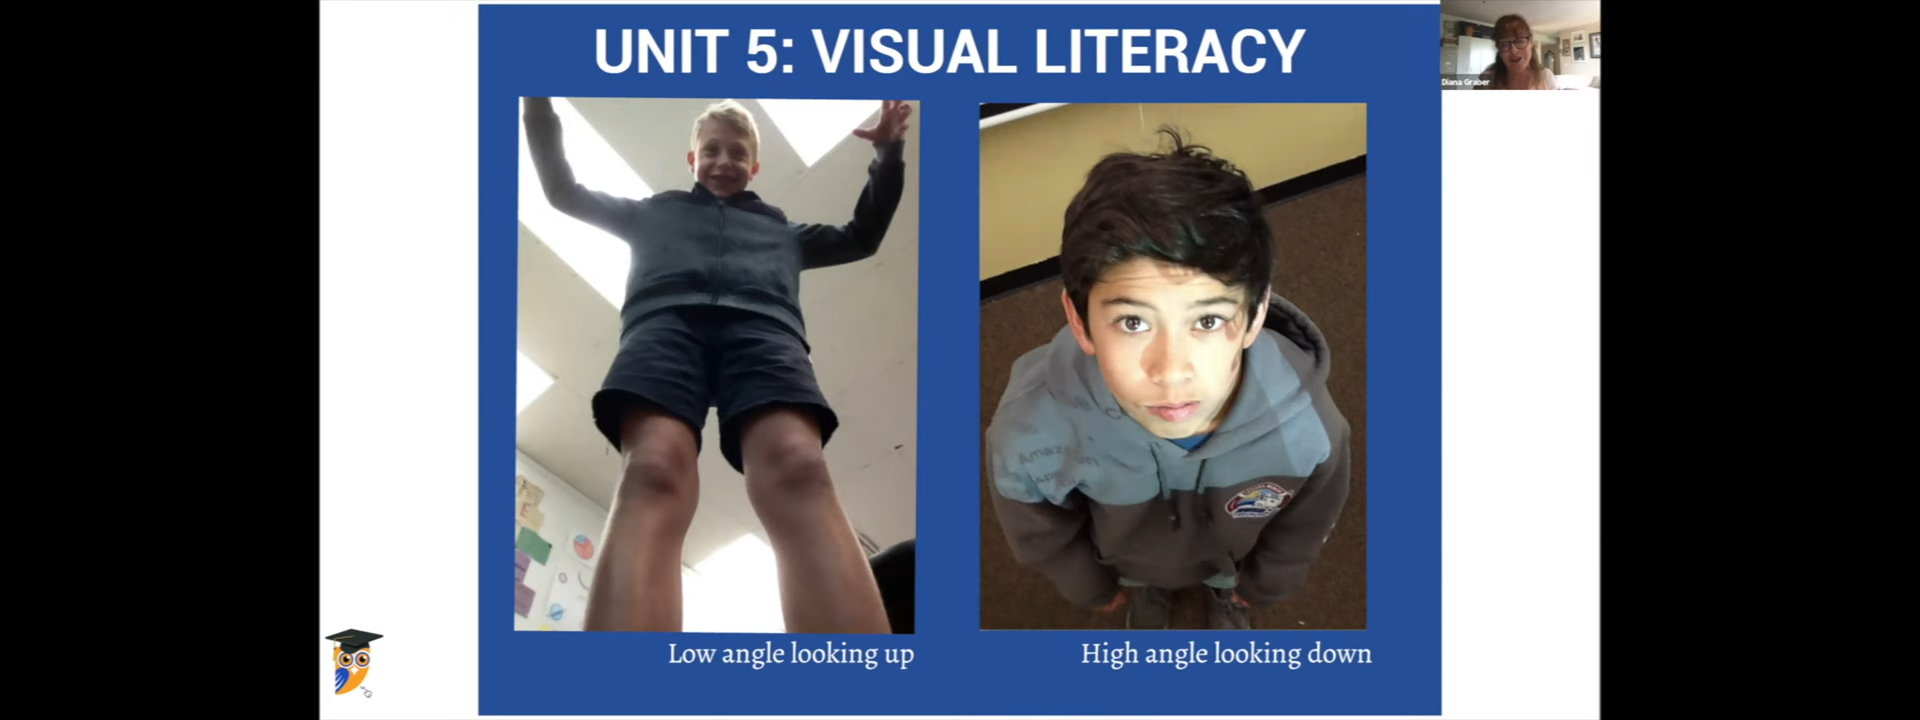 UNIT 5: VISUAL LITERACY
Diana Graber
Low angle looking up
High angle looking down